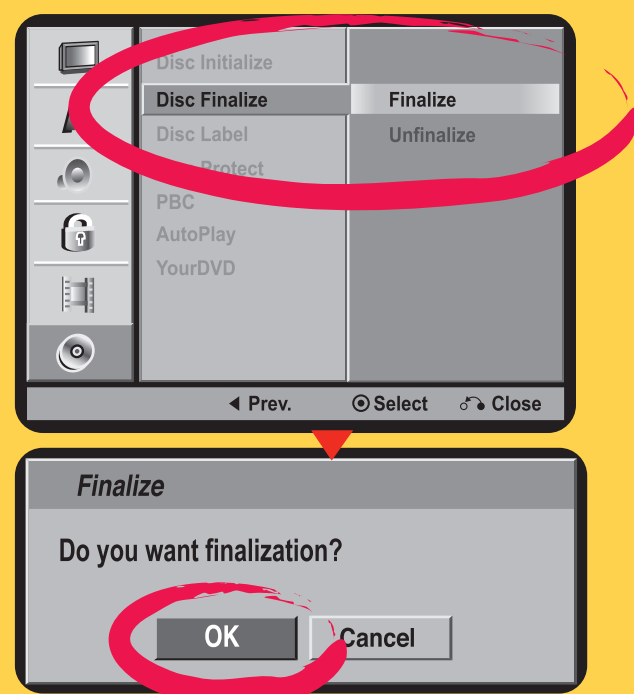 Disc Initialize
Disc Finalize
Finalize
Disc Label
Unfinalize
Protect
PBC
AutoPlay
YourDVD
Prev. Select Close
Finalize
Do you want finalization?
OK Cancel